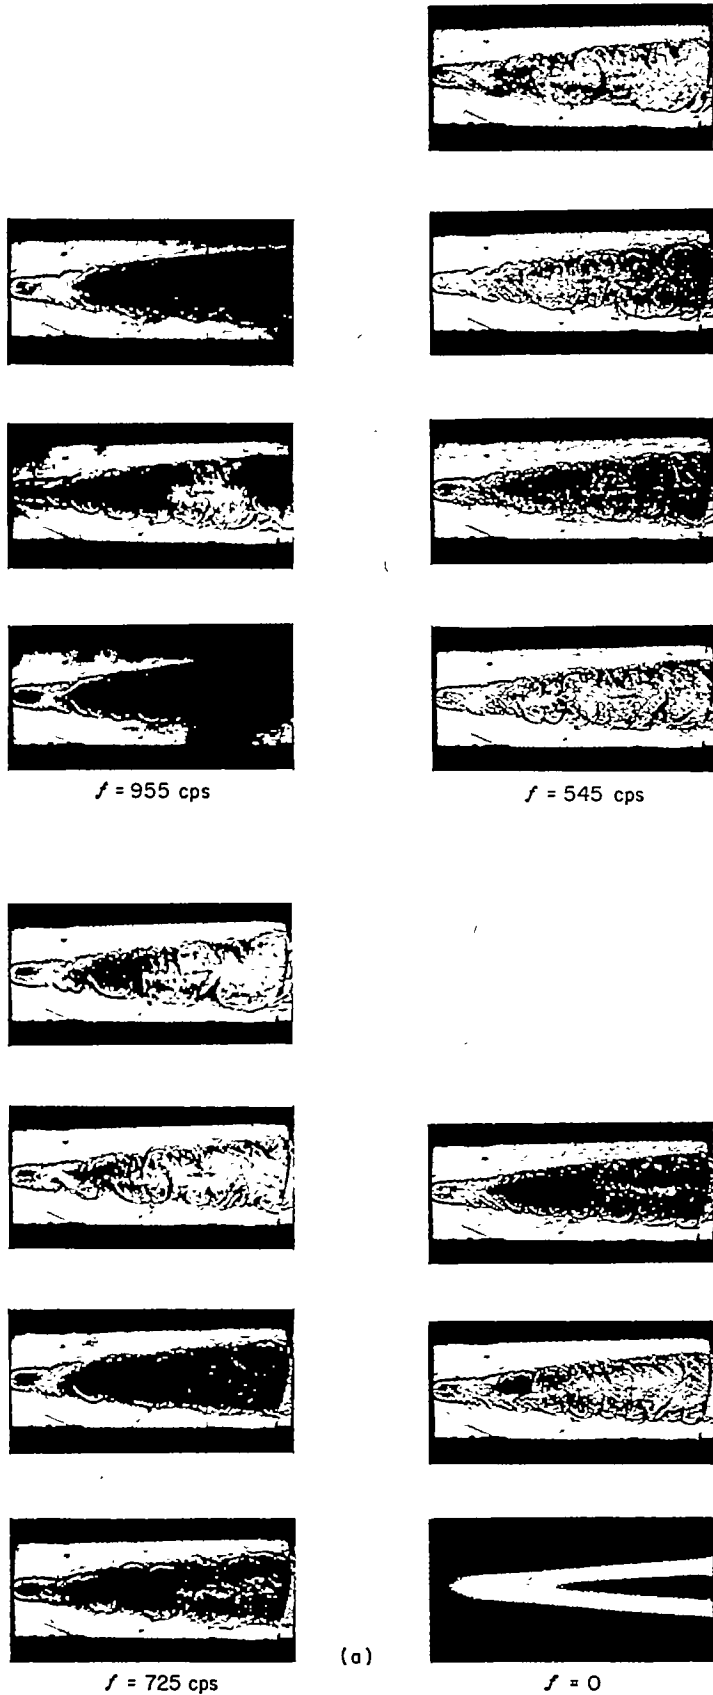 f = 955 cps
f = 545 cps
f = 725 cps
(a)
f = 0